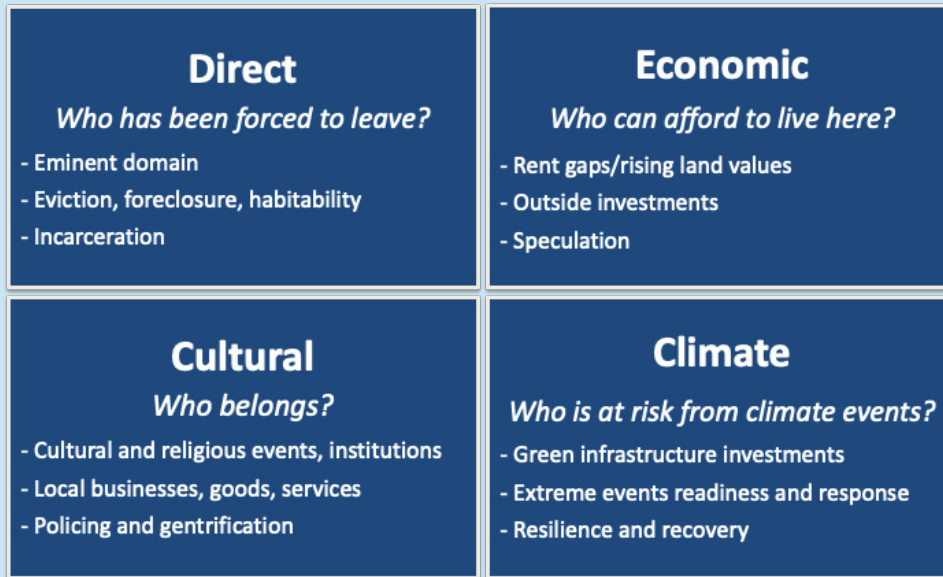 Direct
Who has been forced to leave?
- Eminent domain
- Eviction, foreclosure, habitability
- Incarceration
Economic
Who can afford to live here?
- Rent gaps/rising land values
- Outside investments
- Speculation
Cultural
Who belongs?
- Cultural and religious events, institutions
- Local businesses, goods, services
- Policing and gentrification
Climate
Who is at risk from climate events?
- Green infrastructure investments
- Extreme events readiness and response
- Resilience and recovery